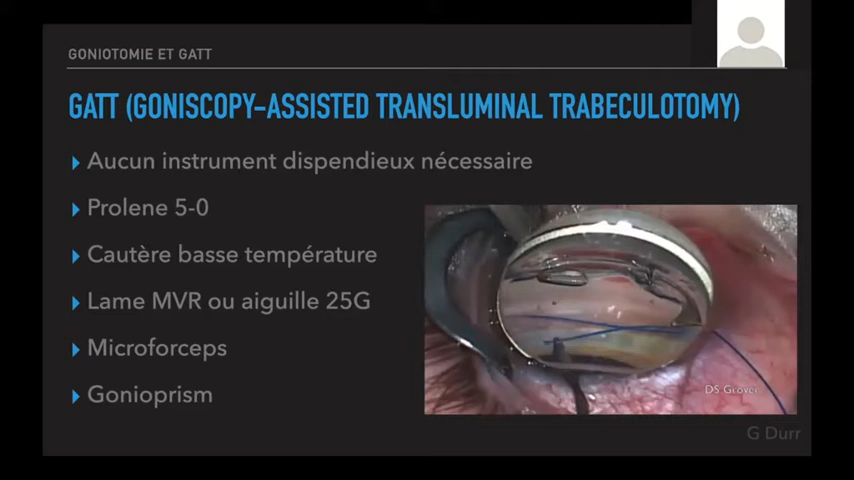 GONIOTOMIE ET GATT
GATT (GONISCOPY-ASSISTED TRANSLUMINAL TRABECULOTOMY)
Aucun instrument dispendieux nécessaire
Prolene 5-0
Cautère basse température
Lame MVR ou aiguille 25G
Microforceps
Gonioprism
DS Grover
G Durr